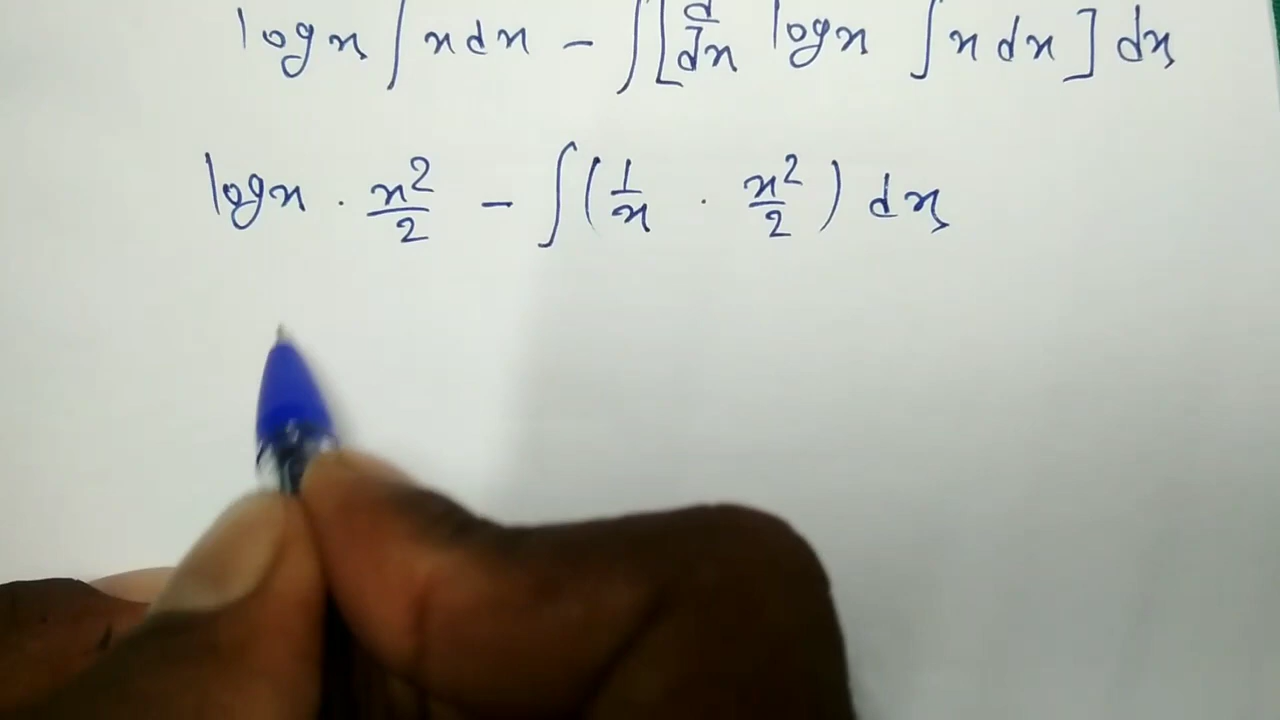 log x ∫ x dx − ∫ [ d/dx log x ∫ x dx ] dx
log x · x²/2 − ∫ ( 1/x · x²/2 ) dx